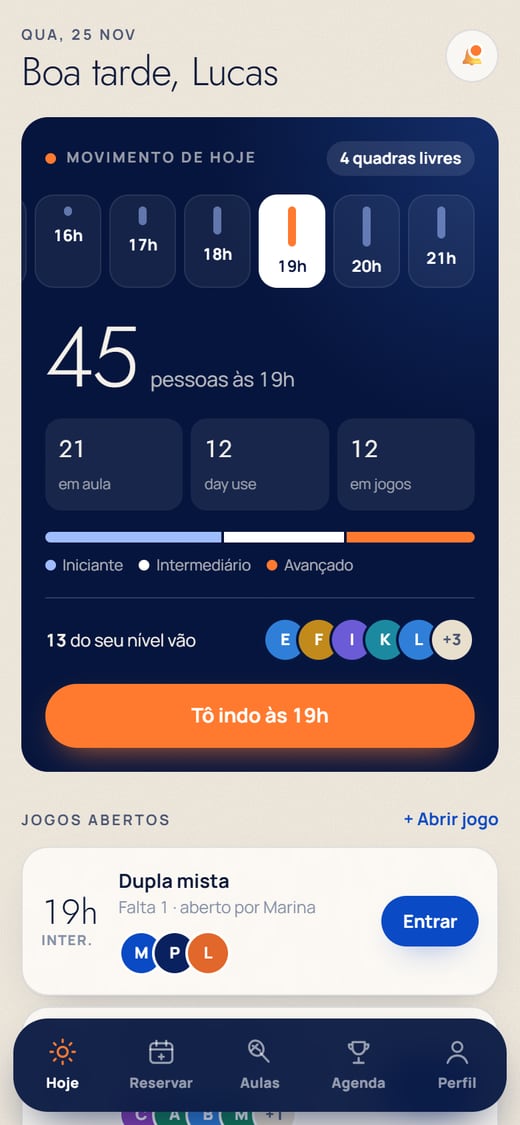 QUA, 25 NOV
Boa tarde, Lucas
MOVIMENTO DE HOJE
4 quadras livres
16h
17h
18h
19h
20h
21h
45 pessoas às 19h
21
em aula
12
day use
12
em jogos
Iniciante
Intermediário
Avançado
13 do seu nível vão
E F I K L +3
Tô indo às 19h
JOGOS ABERTOS
+ Abrir jogo
Dupla mista
19h
INTER.
Falta 1 · aberto por Marina
M P L
Entrar
Hoje
Reservar
Aulas
Agenda
Perfil
C A B M +1